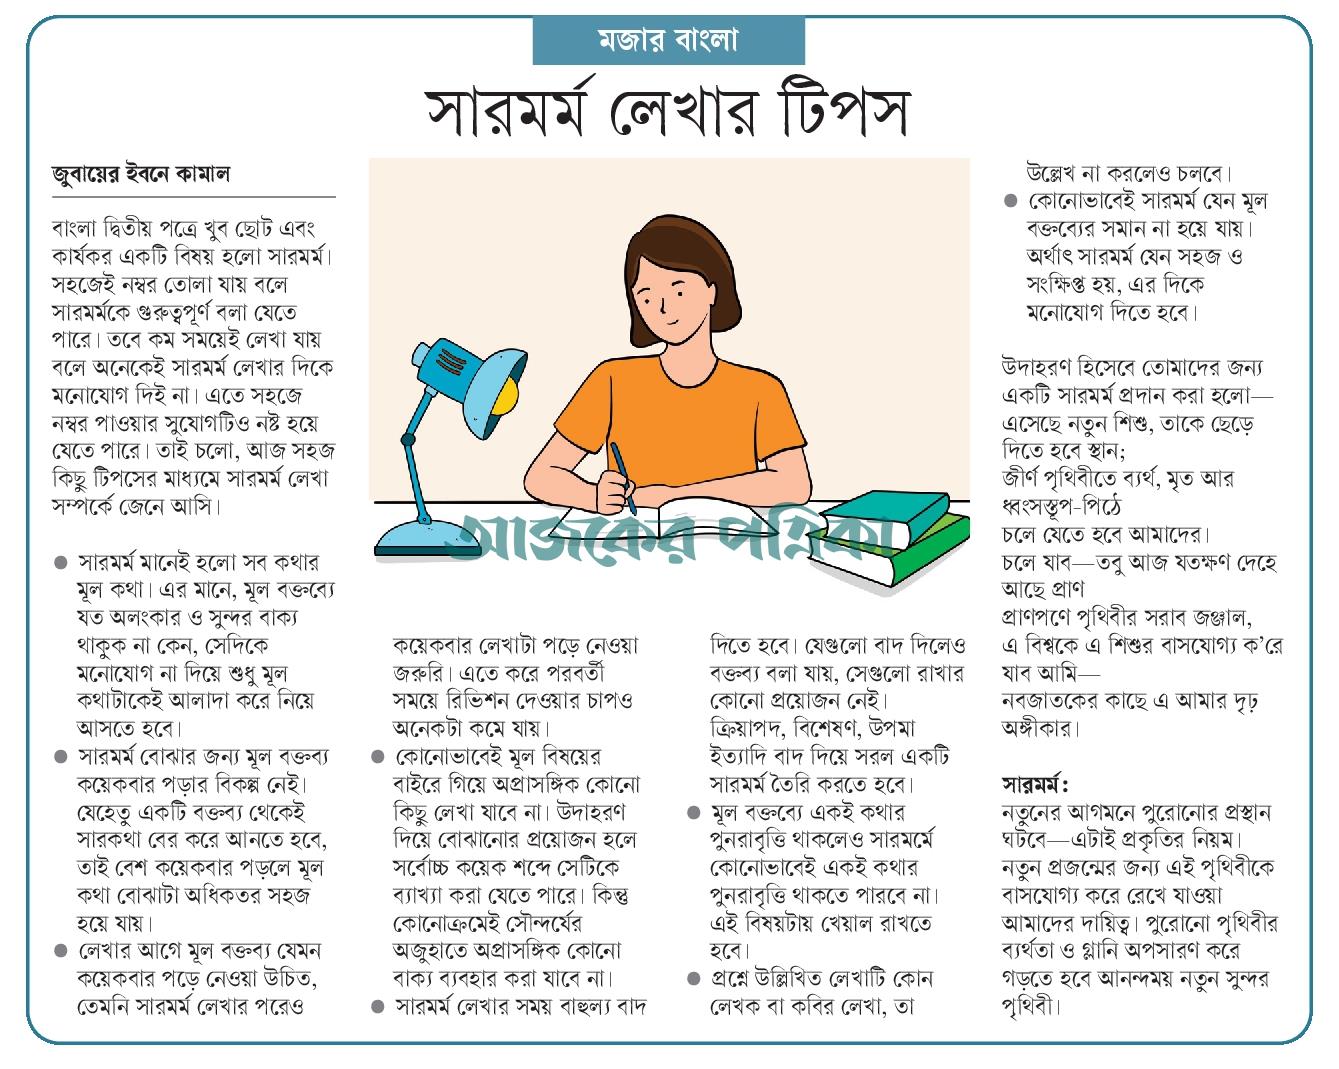 মজার বাংলা
সারমর্ম লেখার টিপস
জুবায়ের ইবনে কামাল
বাংলা দ্বিতীয় পত্রে খুব ছোট এবং
কার্যকর একটি বিষয় হলো সারমর্ম।
সহজেই নম্বর তোলা যায় বলে
সারমর্মকে গুরুত্বপূর্ণ বলা যেতে
পারে। তবে কম সময়েই লেখা যায়
বলে অনেকেই সারমর্ম লেখার দিকে
মনোযোগ দিই না। এতে সহজে
নম্বর পাওয়ার সুযোগটিও নষ্ট হয়ে
যেতে পারে। তাই চলো, আজ সহজ
কিছু টিপসের মাধ্যমে সারমর্ম লেখা
সম্পর্কে জেনে আসি।
● সারমর্ম মানেই হলো সব কথার
মূল কথা। এর মানে, মূল বক্তব্যে
যত অলংকার ও সুন্দর বাক্য
থাকুক না কেন, সেদিকে
মনোযোগ না দিয়ে শুধু মূল
কথাটাকেই আলাদা করে নিয়ে
আসতে হবে।
● সারমর্ম বোঝার জন্য মূল বক্তব্য
কয়েকবার পড়ার বিকল্প নেই।
যেহেতু একটি বক্তব্য থেকেই
সারকথা বের করে আনতে হবে,
তাই বেশ কয়েকবার পড়লে মূল
কথা বোঝাটা অধিকতর সহজ
হয়ে যায়।
● লেখার আগে মূল বক্তব্য যেমন
কয়েকবার পড়ে নেওয়া উচিত,
তেমনি সারমর্ম লেখার পরেও
আজকের পত্রিকা
কয়েকবার লেখাটা পড়ে নেওয়া
জরুরি। এতে করে পরবর্তী
সময়ে রিভিশন দেওয়ার চাপও
অনেকটা কমে যায়।
● কোনোভাবেই মূল বিষয়ের
বাইরে গিয়ে অপ্রাসঙ্গিক কোনো
কিছু লেখা যাবে না। উদাহরণ
দিয়ে বোঝানোর প্রয়োজন হলে
সর্বোচ্চ কয়েক শব্দে সেটিকে
ব্যাখ্যা করা যেতে পারে। কিন্তু
কোনোক্রমেই সৌন্দর্যের
অজুহাতে অপ্রাসঙ্গিক কোনো
বাক্য ব্যবহার করা যাবে না।
● সারমর্ম লেখার সময় বাহুল্য বাদ
দিতে হবে। যেগুলো বাদ দিলেও
বক্তব্য বলা যায়, সেগুলো রাখার
কোনো প্রয়োজন নেই।
ক্রিয়াপদ, বিশেষণ, উপমা
ইত্যাদি বাদ দিয়ে সরল একটি
সারমর্ম তৈরি করতে হবে।
● মূল বক্তব্যে একই কথার
পুনরাবৃত্তি থাকলেও সারমর্মে
কোনোভাবেই একই কথার
পুনরাবৃত্তি থাকতে পারবে না।
এই বিষয়টায় খেয়াল রাখতে
হবে।
● প্রশ্নে উল্লিখিত লেখাটি কোন
লেখক বা কবির লেখা, তা
উল্লেখ না করলেও চলবে।
● কোনোভাবেই সারমর্ম যেন মূল
বক্তব্যের সমান না হয়ে যায়।
অর্থাৎ সারমর্ম যেন সহজ ও
সংক্ষিপ্ত হয়, এর দিকে
মনোযোগ দিতে হবে।
উদাহরণ হিসেবে তোমাদের জন্য
একটি সারমর্ম প্রদান করা হলো—
এসেছে নতুন শিশু, তাকে ছেড়ে
দিতে হবে স্থান;
জীর্ণ পৃথিবীতে ব্যর্থ, মৃত আর
ধ্বংসস্তূপ-পিঠে
চলে যেতে হবে আমাদের।
চলে যাব—তবু আজ যতক্ষণ দেহে
আছে প্রাণ
প্রাণপণে পৃথিবীর সরাব জঞ্জাল,
এ বিশ্বকে এ শিশুর বাসযোগ্য ক'রে
যাব আমি—
নবজাতকের কাছে এ আমার দৃঢ়
অঙ্গীকার।
সারমর্ম:
নতুনের আগমনে পুরোনোর প্রস্থান
ঘটবে—এটাই প্রকৃতির নিয়ম।
নতুন প্রজন্মের জন্য এই পৃথিবীকে
বাসযোগ্য করে রেখে যাওয়া
আমাদের দায়িত্ব। পুরোনো পৃথিবীর
ব্যর্থতা ও গ্লানি অপসারণ করে
গড়তে হবে আনন্দময় নতুন সুন্দর
পৃথিবী।